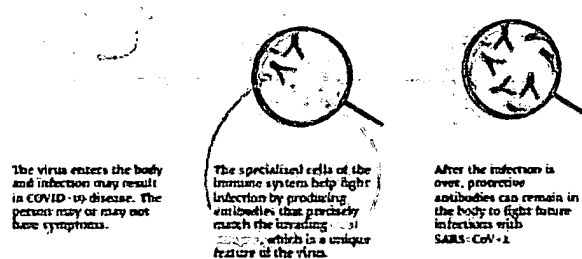 The virus enters the body
and infection may result
in COVID-19 disease. The
person may or may not
have symptoms.
The specialised cells of the
immune system help fight
infection by producing
antibodies that precisely
match the invading
which is a unique
feature of the virus.
After the infection is
over, protective
antibodies can remain in
the body to fight future
infections with
SARS-CoV-2